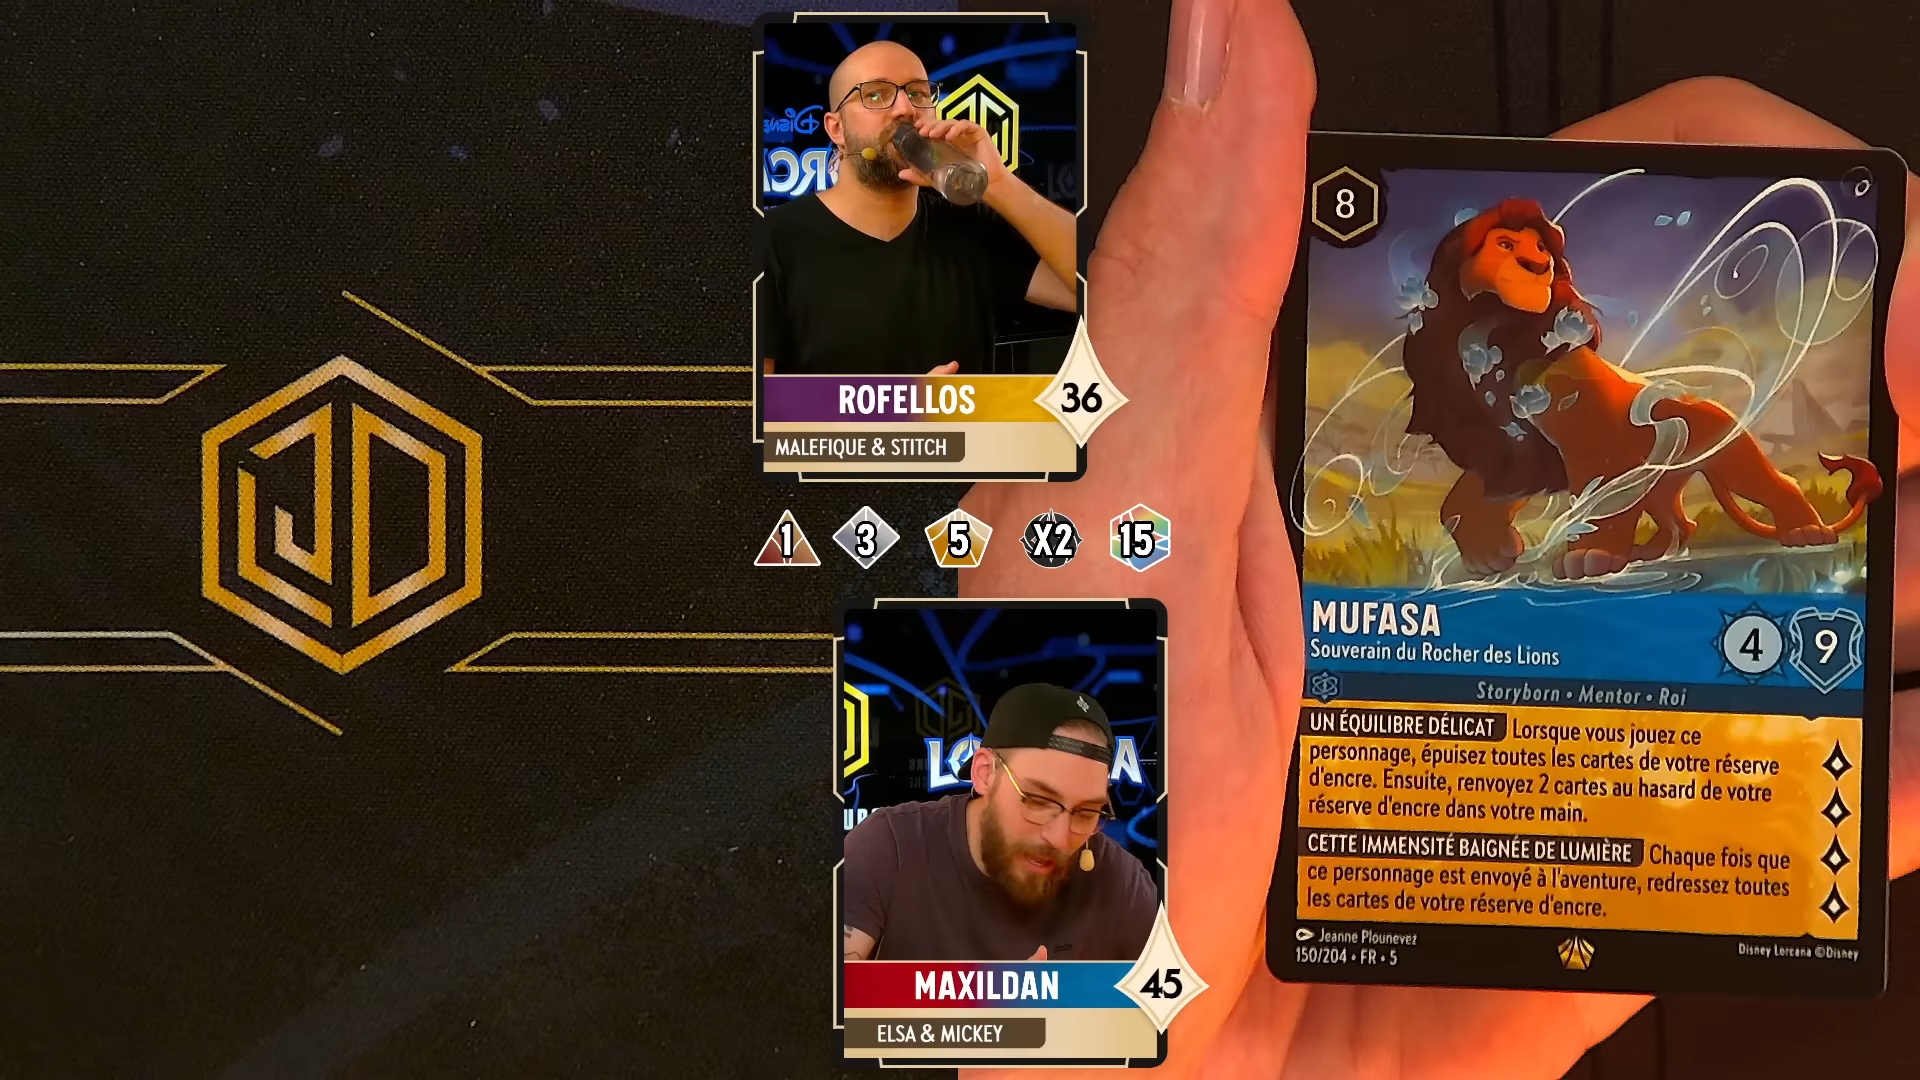 ROFELLOS
36
MALEFIQUE & STITCH
1
3
5
X2
15
MAXILDAN
45
ELSA & MICKEY
8
MUFASA
Souverain du Rocher des Lions
4
9
Storyborn • Mentor • Roi
UN ÉQUILIBRE DÉLICAT Lorsque vous jouez ce
personnage, épuisez toutes les cartes de votre réserve
d'encre. Ensuite, renvoyez 2 cartes au hasard de votre
réserve d'encre dans votre main.
CETTE IMMENSITÉ BAIGNÉE DE LUMIÈRE Chaque fois que
ce personnage est envoyé à l'aventure, redressez toutes
les cartes de votre réserve d'encre.
Jeanne Plounevez
150/204 • FR • 5
Disney Lorcana ©Disney